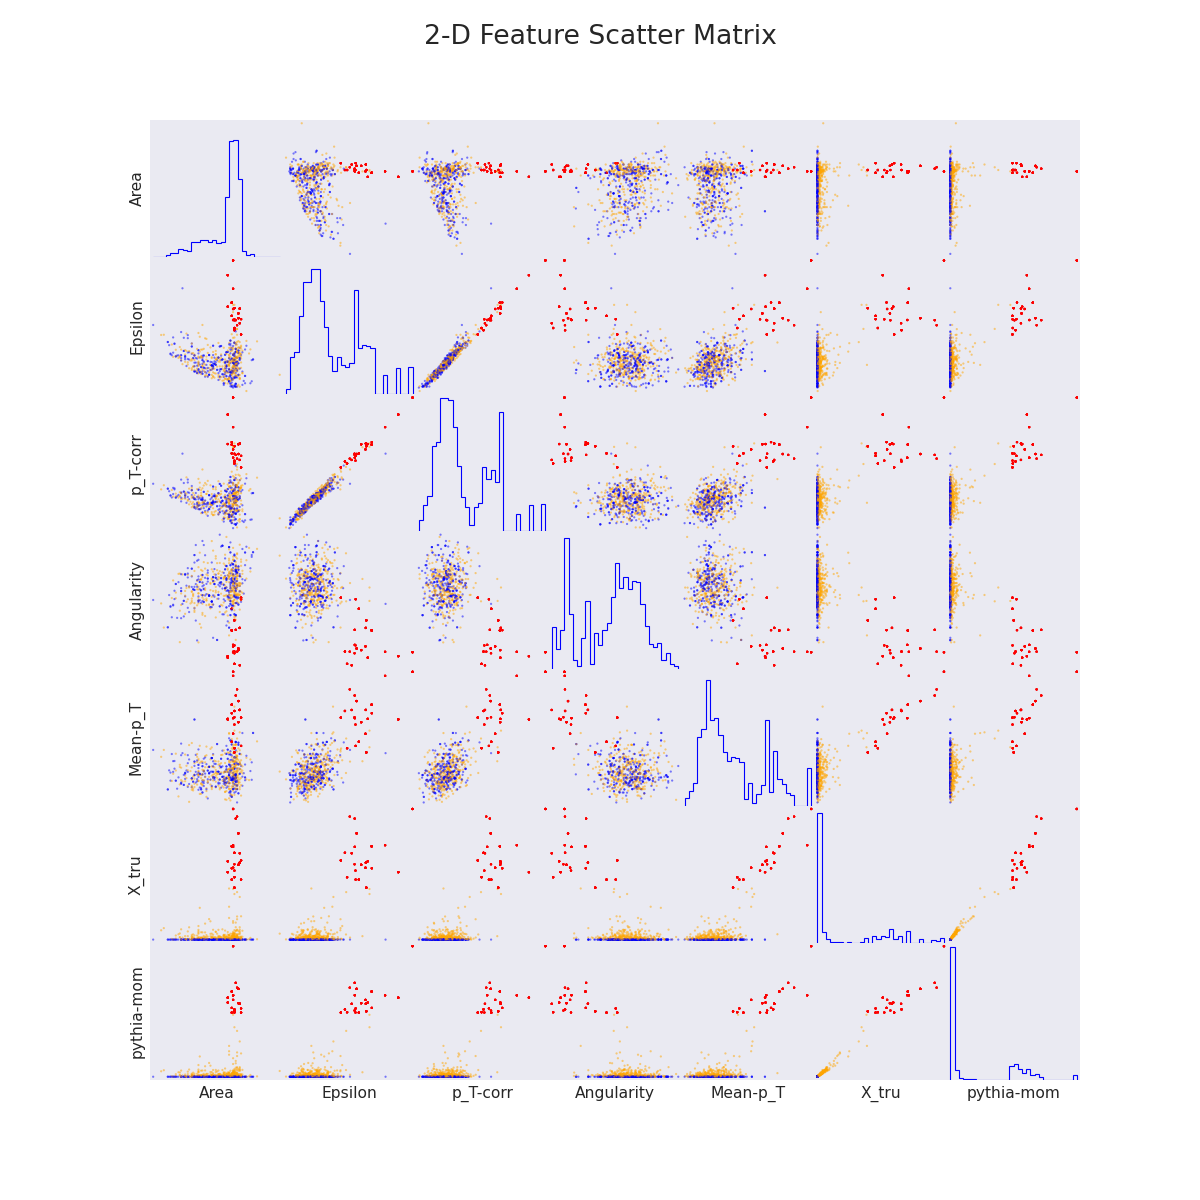 2-D Feature Scatter Matrix
Area
Epsilon
p_T-corr
Angularity
Mean-p_T
X_tru
pythia-mom
Area
Epsilon
p_T-corr
Angularity
Mean-p_T
X_tru
pythia-mom